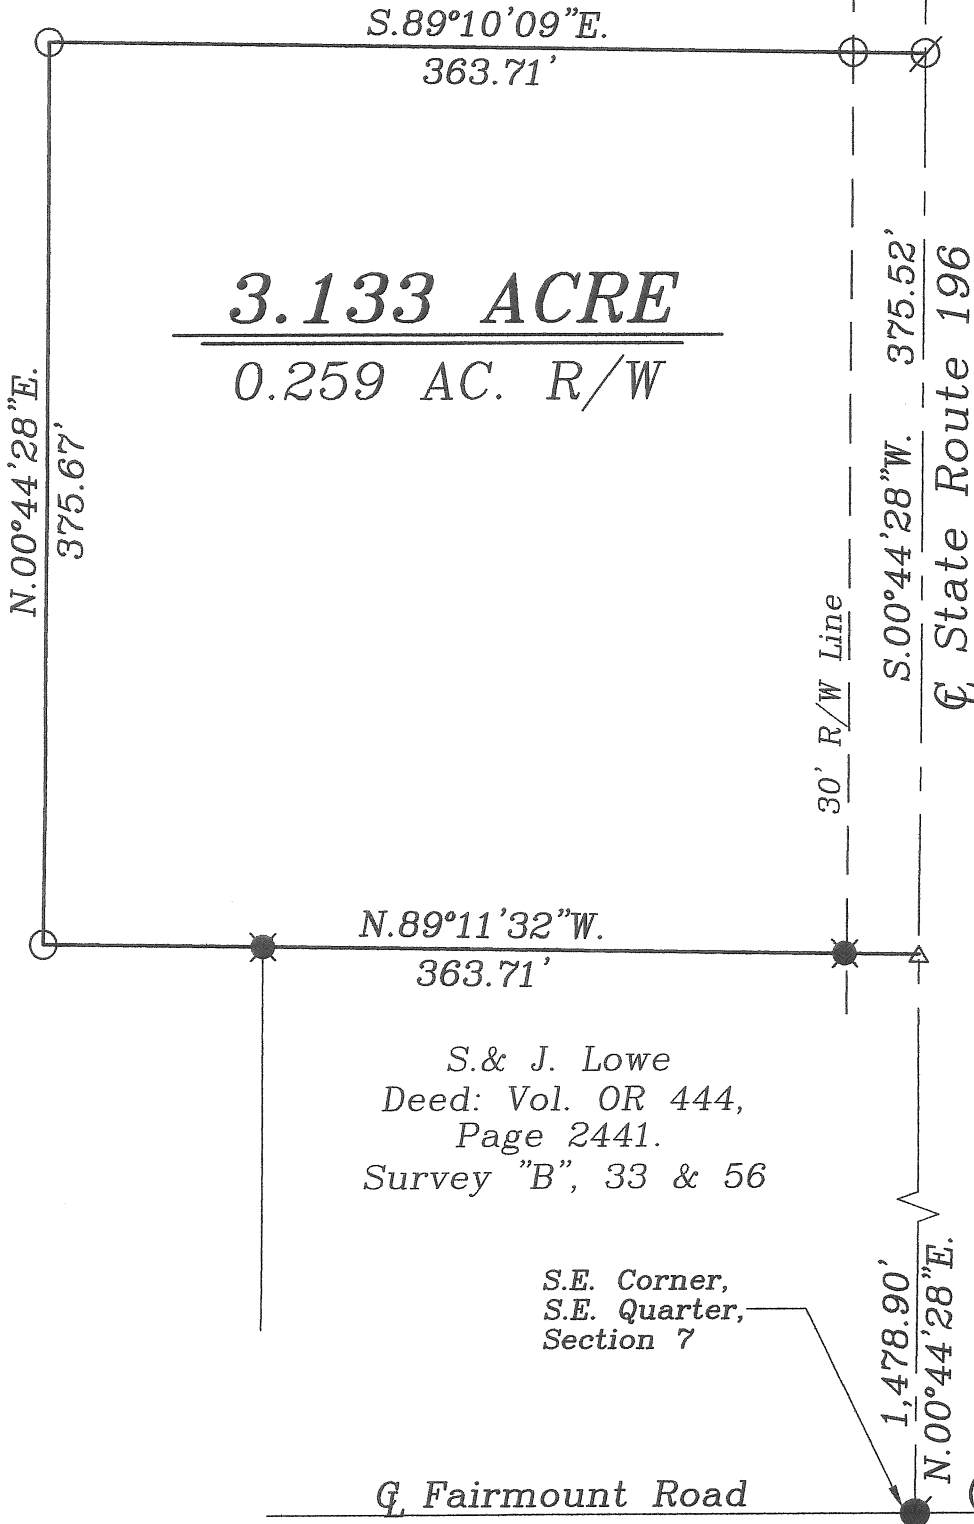 S.89°10'09"E.
363.71'
3.133 ACRE
0.259 AC. R/W
N.00°44'28"E.
375.67'
30' R/W Line
S.00°44'28"W. 375.52'
℄ State Route 196
N.89°11'32"W.
363.71'
S.& J. Lowe
Deed: Vol. OR 444,
Page 2441.
Survey "B", 33 & 56
S.E. Corner,
S.E. Quarter,
Section 7
1,478.90'
N.00°44'28"E.
℄ Fairmount Road